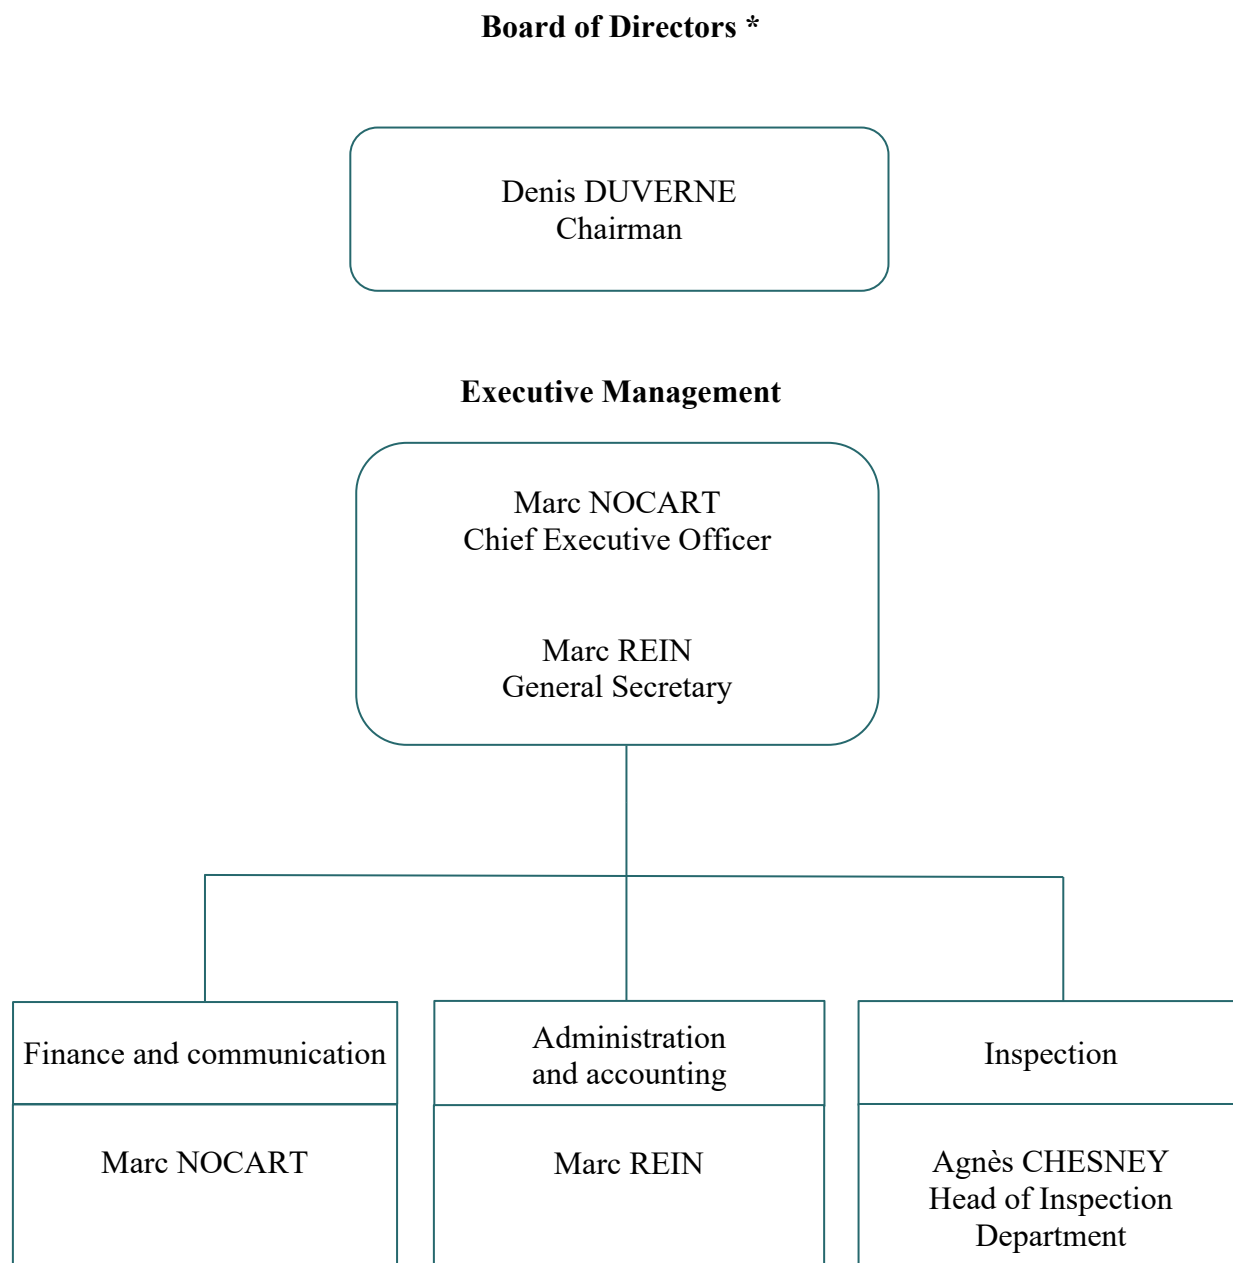 Board of Directors *
Denis DUVERNE
Chairman
Executive Management
Marc NOCART
Chief Executive Officer
Marc REIN
General Secretary
Finance and communication
Marc NOCART
Administration
and accounting
Marc REIN
Inspection
Agnès CHESNEY
Head of Inspection
Department